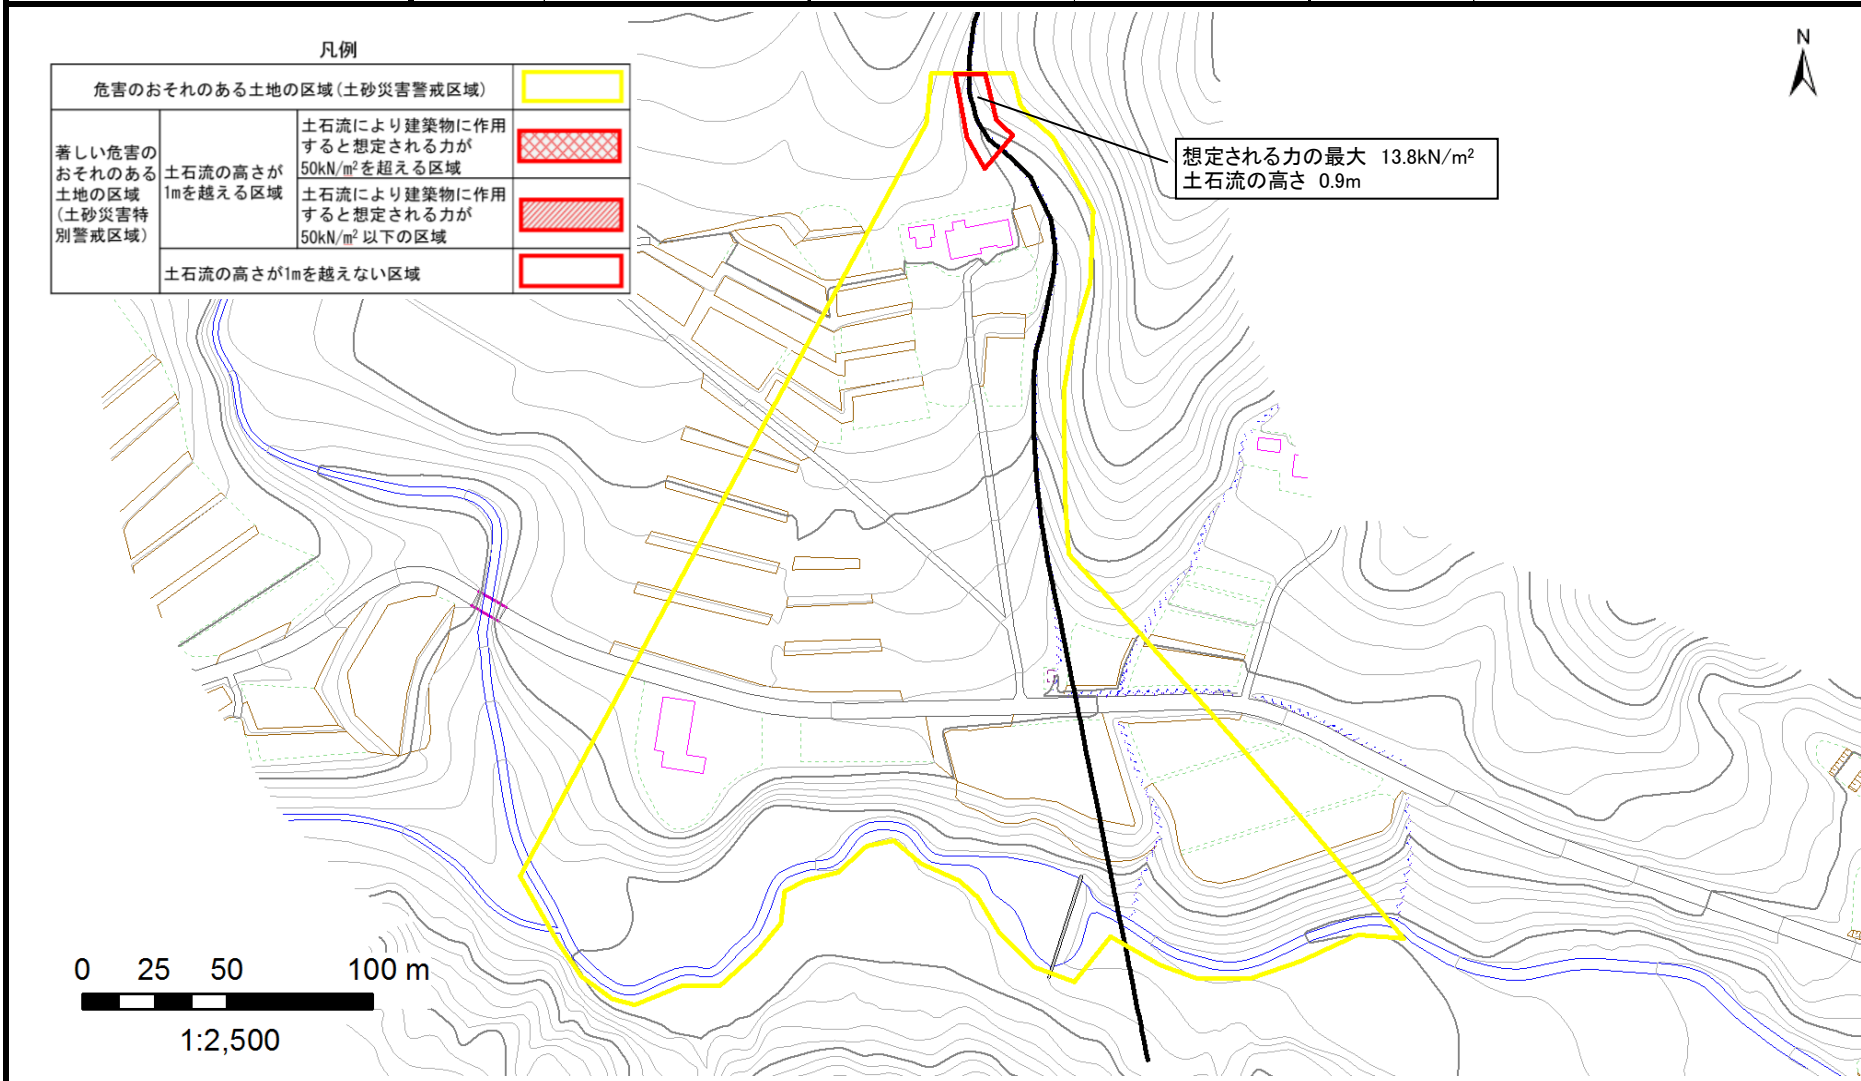 凡例
危害のおそれのある土地の区域(土砂災害警戒区域)
著しい危害の
おそれのある
土地の区域
(土砂災害特
別警戒区域)
土石流の高さが
1mを越える区域
土石流により建築物に作用
すると想定される力が
50kN/m²を超える区域
土石流により建築物に作用
すると想定される力が
50kN/m²以下の区域
土石流の高さが1mを越えない区域
N
想定される力の最大 13.8kN/m²
土石流の高さ 0.9m
0 25 50 100 m
1:2,500